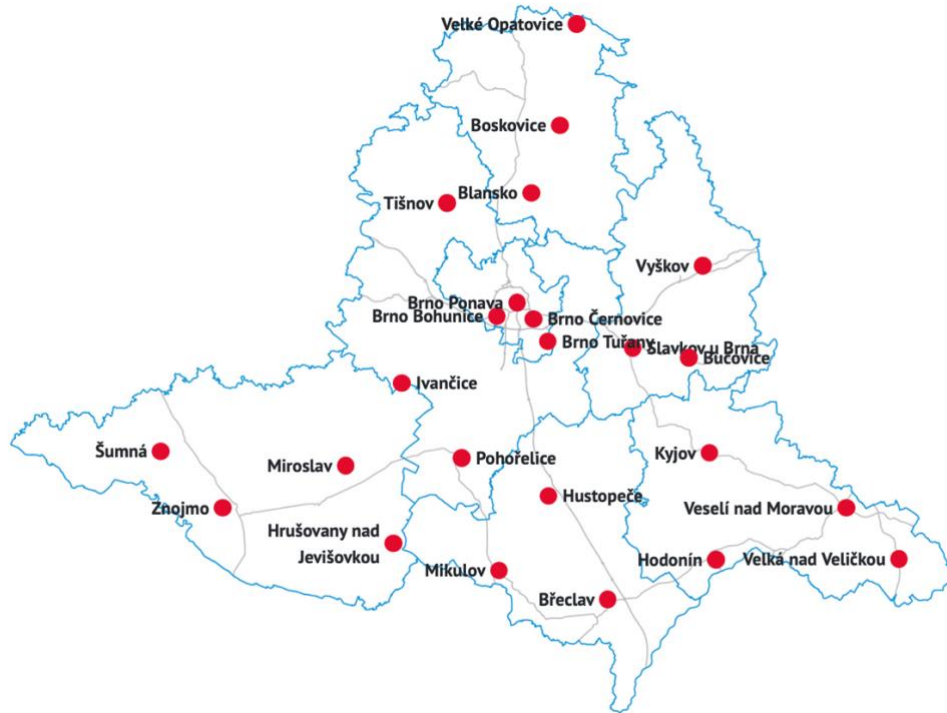 Velké Opatovice
Boskovice
Blansko
Tišnov
Vyškov
Brno Ponava
Brno Bohunice
Brno Černovice
Brno Tuřany
Slavkov u Brna
Bučovice
Ivančice
Šumná
Miroslav
Pohořelice
Kyjov
Znojmo
Hustopeče
Veselí nad Moravou
Hrušovany nad
Jevišovkou
Mikulov
Hodonín
Velká nad Veličkou
Břeclav